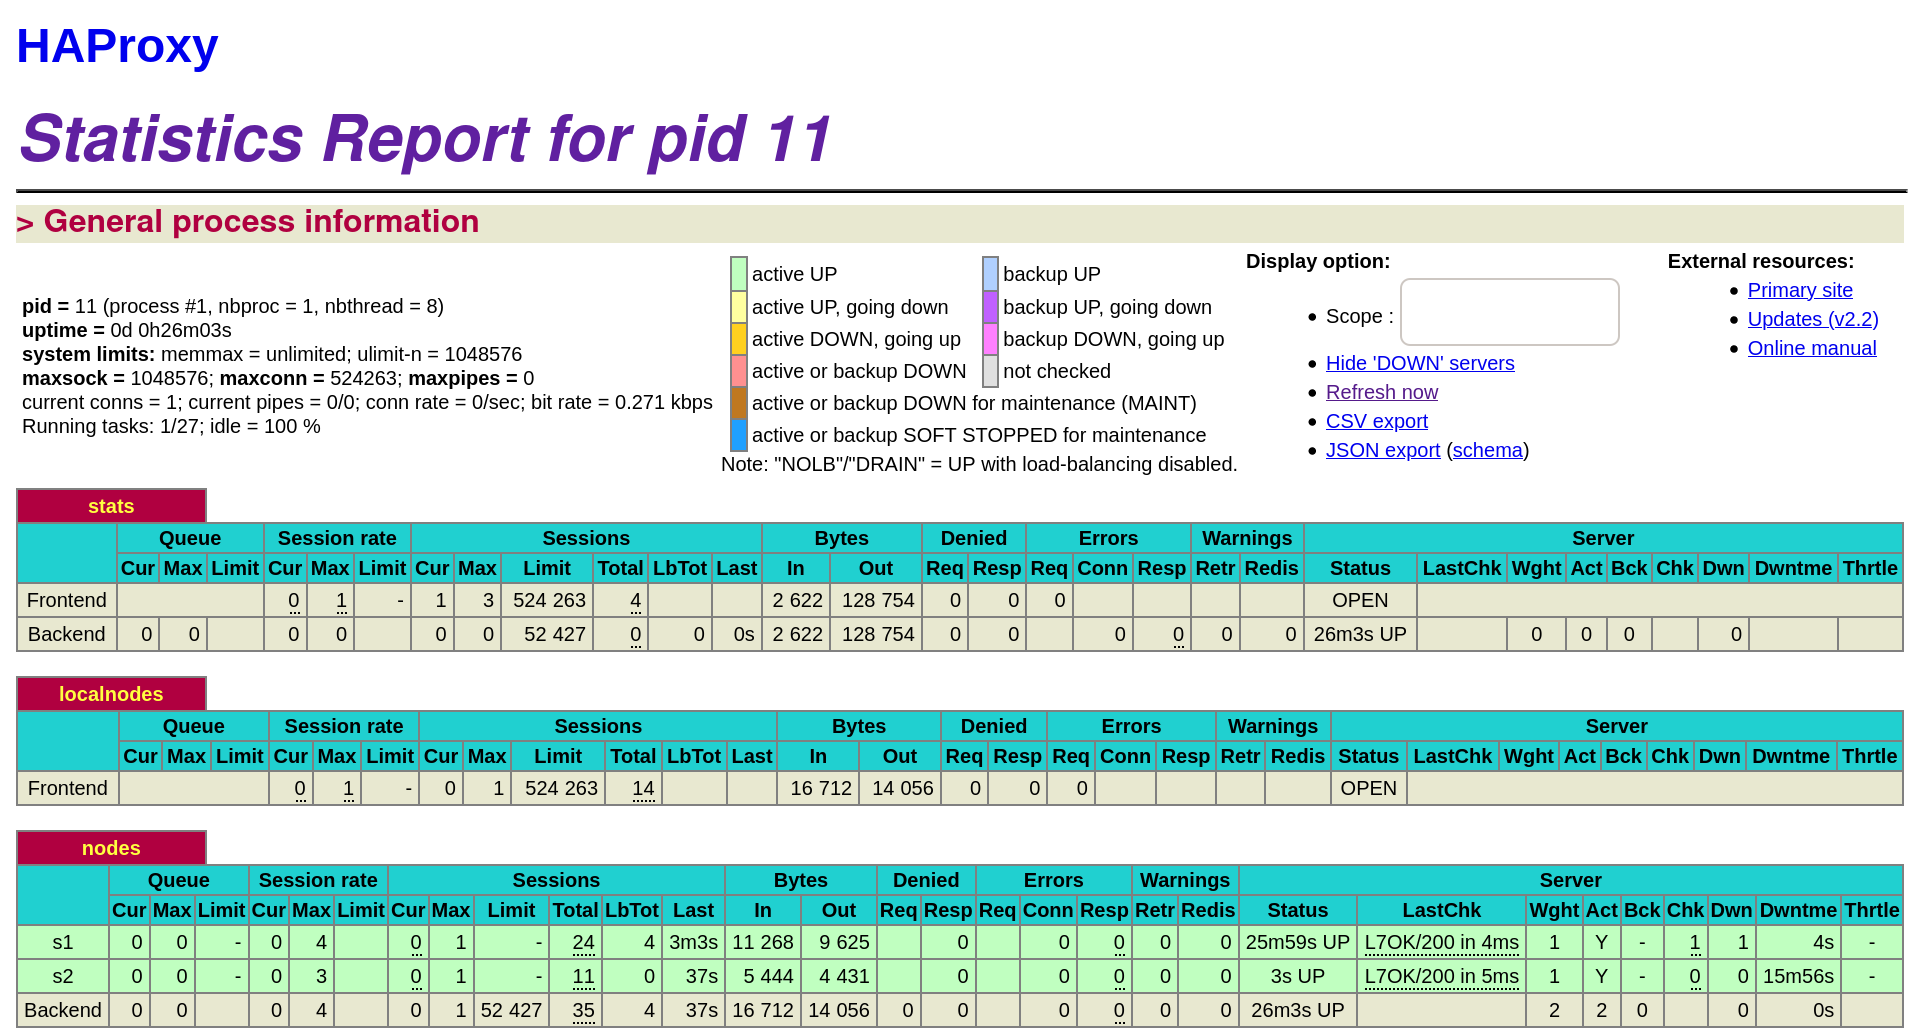 HAProxy
Statistics Report for pid 11
> General process information
pid = 11 (process #1, nbproc = 1, nbthread = 8)
uptime = 0d 0h26m03s
system limits: memmax = unlimited; ulimit-n = 1048576
maxsock = 1048576; maxconn = 524263; maxpipes = 0
current conns = 1; current pipes = 0/0; conn rate = 0/sec; bit rate = 0.271 kbps
Running tasks: 1/27; idle = 100 %
active UP backup UP
active UP, going down backup UP, going down
active DOWN, going up backup DOWN, going up
active or backup DOWN not checked
active or backup DOWN for maintenance (MAINT)
active or backup SOFT STOPPED for maintenance
Note: "NOLB"/"DRAIN" = UP with load-balancing disabled.
Display option:
• Scope :
• Hide 'DOWN' servers
• Refresh now
• CSV export
• JSON export (schema)
External resources:
• Primary site
• Updates (v2.2)
• Online manual
stats
Queue Session rate Sessions Bytes Denied Errors Warnings Server
Cur Max Limit Cur Max Limit Cur Max Limit Total LbTot Last In Out Req Resp Req Conn Resp Retr Redis Status LastChk Wght Act Bck Chk Dwn Dwntme Thrtle
Frontend 0 1 - 1 3 524 263 4 2 622 128 754 0 0 0 OPEN
Backend 0 0 0 0 0 0 52 427 0 0 0s 2 622 128 754 0 0 0 0 0 0 26m3s UP 0 0 0 0
localnodes
Queue Session rate Sessions Bytes Denied Errors Warnings Server
Cur Max Limit Cur Max Limit Cur Max Limit Total LbTot Last In Out Req Resp Req Conn Resp Retr Redis Status LastChk Wght Act Bck Chk Dwn Dwntme Thrtle
Frontend 0 1 - 0 1 524 263 14 16 712 14 056 0 0 0 OPEN
nodes
Queue Session rate Sessions Bytes Denied Errors Warnings Server
Cur Max Limit Cur Max Limit Cur Max Limit Total LbTot Last In Out Req Resp Req Conn Resp Retr Redis Status LastChk Wght Act Bck Chk Dwn Dwntme Thrtle
s1 0 0 - 0 4 0 1 - 24 4 3m3s 11 268 9 625 0 0 0 0 0 25m59s UP L7OK/200 in 4ms 1 Y - 1 1 4s -
s2 0 0 - 0 3 0 1 - 11 0 37s 5 444 4 431 0 0 0 0 0 3s UP L7OK/200 in 5ms 1 Y - 0 0 15m56s -
Backend 0 0 0 4 0 1 52 427 35 4 37s 16 712 14 056 0 0 0 0 0 0 26m3s UP 2 2 0 0 0s